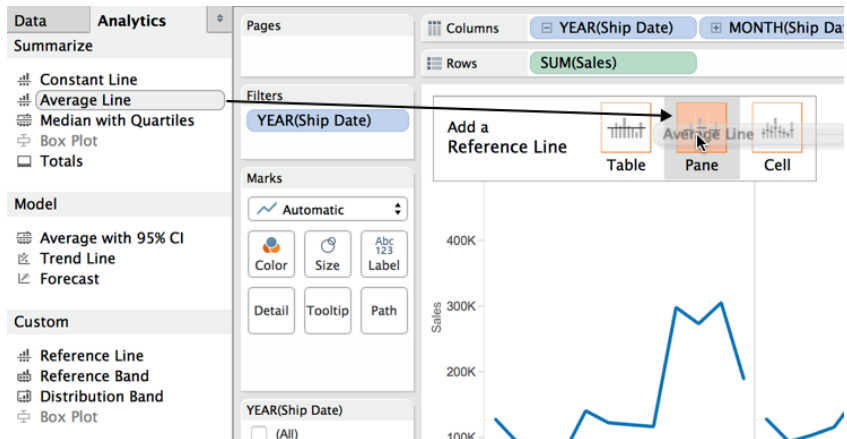 Data
Analytics
Summarize
Constant Line
Average Line
Median with Quartiles
Box Plot
Totals
Model
Average with 95% CI
Trend Line
Forecast
Custom
Reference Line
Reference Band
Distribution Band
Box Plot
Pages
Filters
YEAR(Ship Date)
Marks
Automatic
Color
Size
Abc
123
Label
Detail
Tooltip
Path
YEAR(Ship Date)
(All)
Columns
YEAR(Ship Date)
MONTH(Ship Da
Rows
SUM(Sales)
Add a
Reference Line
Average Line
Table
Pane
Cell
Sales
400K
300K
200K
100K